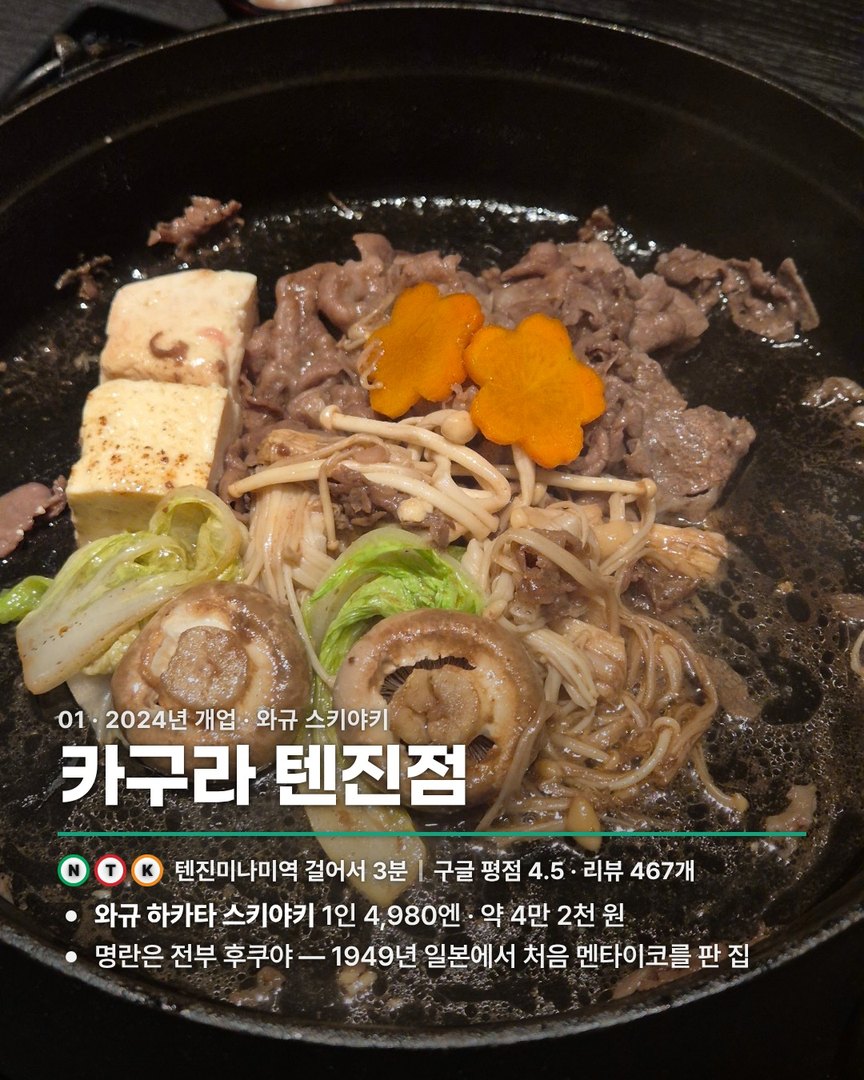 01 · 2024년 개업 · 와규 스키야키
카구라 텐진점
N T K 텐진미나미역 걸어서 3분 | 구글 평점 4.5 · 리뷰 467개
• 와규 하카타 스키야키 1인 4,980엔 · 약 4만 2천 원
• 명란은 전부 후쿠야 — 1949년 일본에서 처음 멘타이코를 판 집